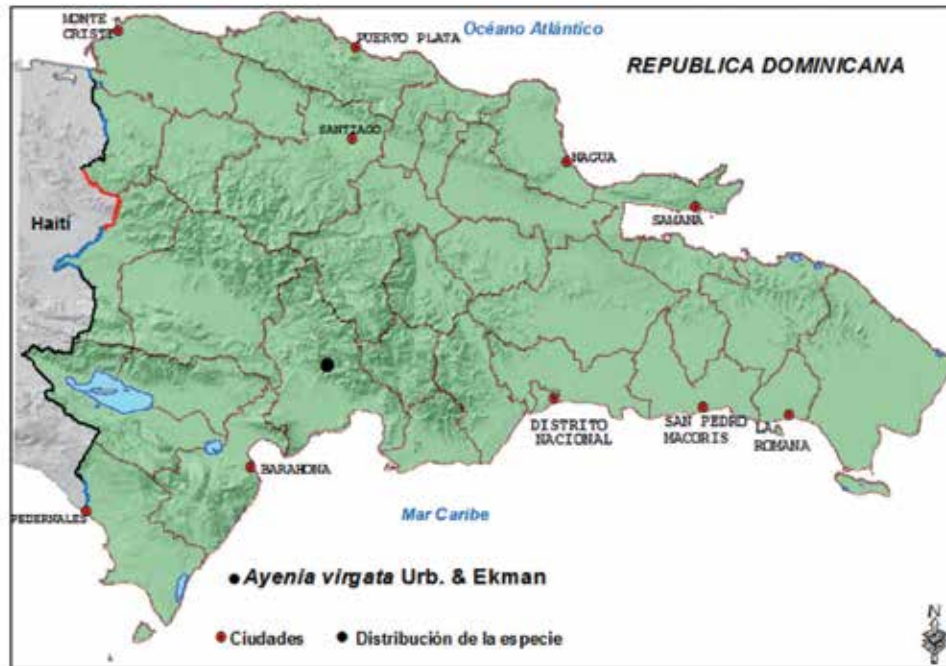 MONTE
CRISTI
PUERTO PLATA
Océano Atlántico
REPUBLICA DOMINICANA
SANTIAGO
NAGUA
SAMANA
Haití
DISTRITO
NACIONAL
SAN PEDRO
MACORIS
LA
ROMANA
BARAHONA
PEDERNALES
Mar Caribe
Ayenia virgata Urb. & Ekman
Ciudades
Distribución de la especie
N